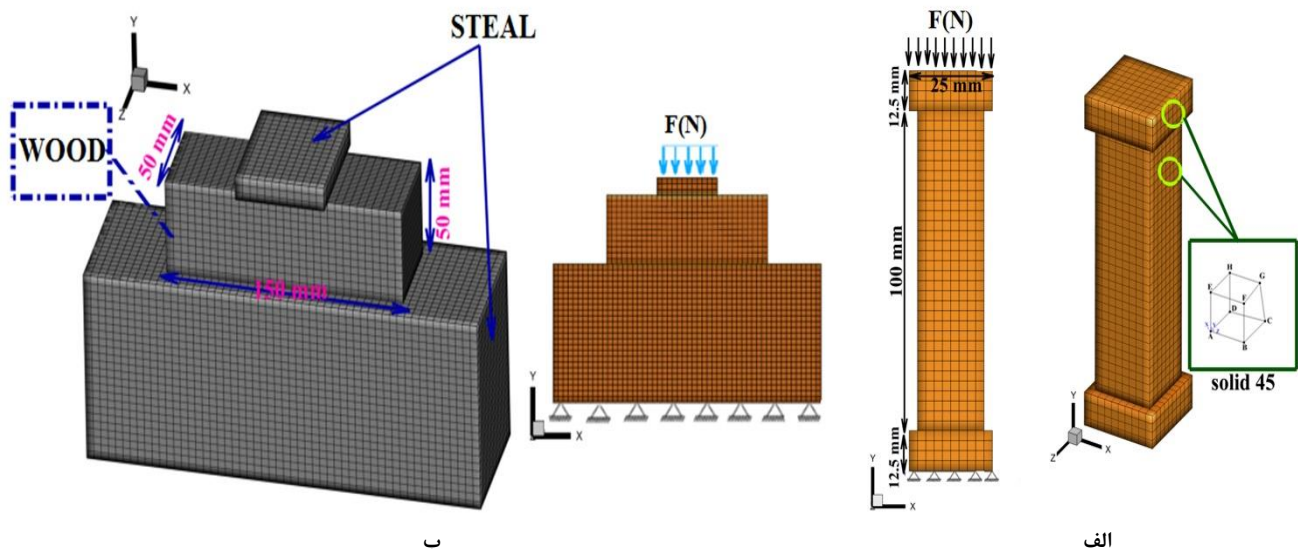 STEAL
WOOD
50 mm
50 mm
150 mm
Y
X
Z
F(N)
Y
X
F(N)
25 mm
12.5 mm
100 mm
12.5 mm
Y
X
H
G
E
F
D
C
A
B
solid 45
Y
X
Z
ب
الف